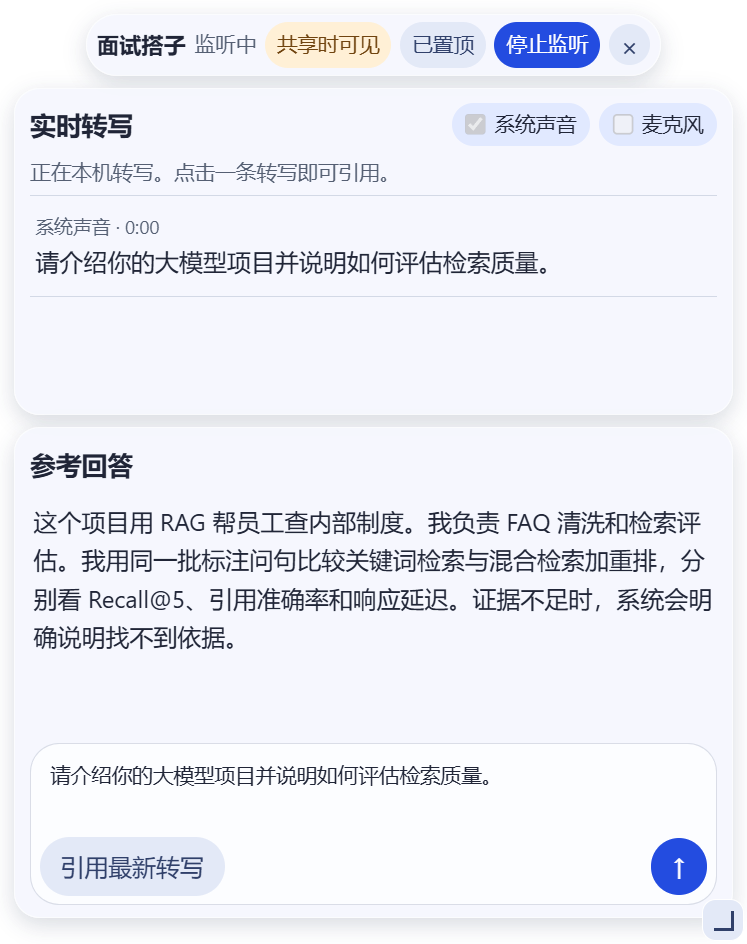 面试搭子 监听中 共享时可见 已置顶 停止监听 ×
实时转写 系统声音 麦克风
正在本机转写。点击一条转写即可引用。
系统声音 · 0:00
请介绍你的大模型项目并说明如何评估检索质量。
参考回答
这个项目用 RAG 帮员工查内部制度。我负责 FAQ 清洗和检索评
估。我用同一批标注问句比较关键词检索与混合检索加重排，分
别看 Recall@5、引用准确率和响应延迟。证据不足时，系统会明
确说明找不到依据。
请介绍你的大模型项目并说明如何评估检索质量。
引用最新转写 ↑